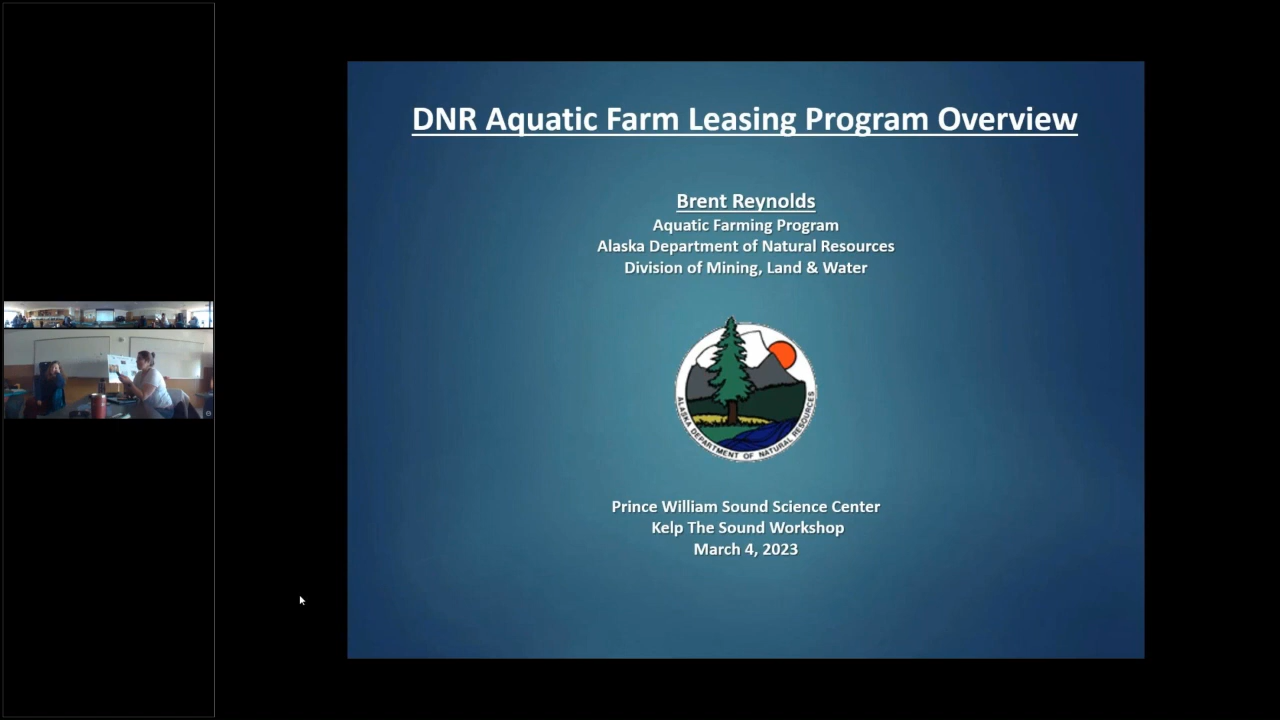 DNR Aquatic Farm Leasing Program Overview
Brent Reynolds
Aquatic Farming Program
Alaska Department of Natural Resources
Division of Mining, Land & Water
ALASKA DEPARTMENT OF NATURAL RESOURCES
Prince William Sound Science Center
Kelp The Sound Workshop
March 4, 2023